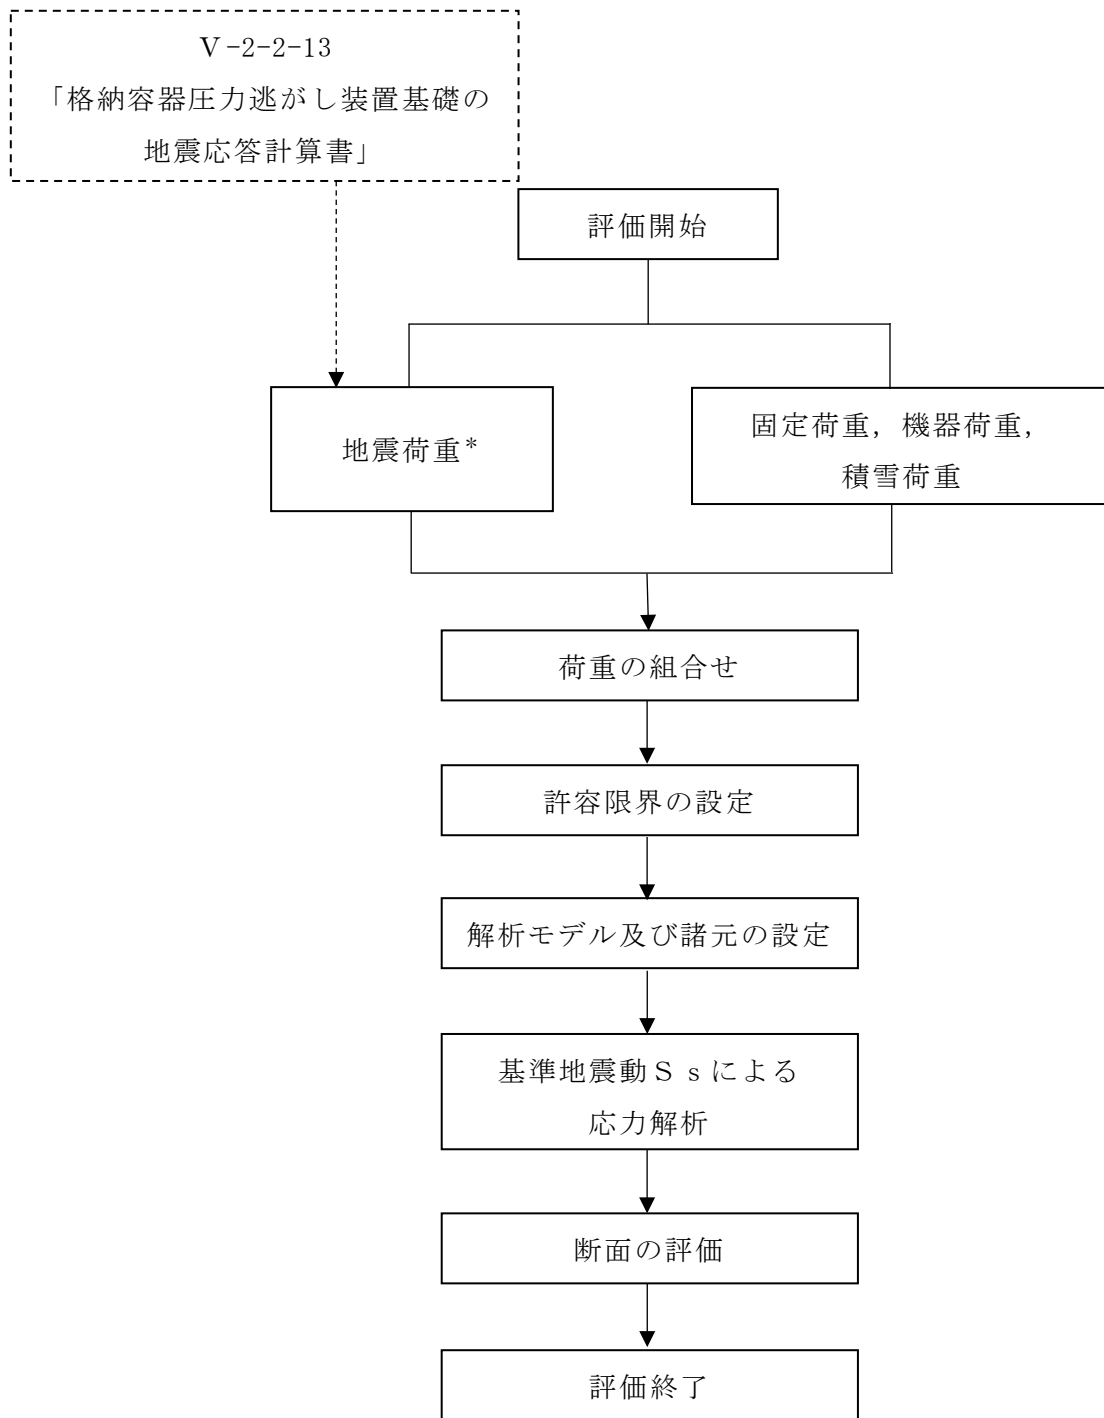 Ⅴ-2-2-13
「格納容器圧力逃がし装置基礎の
地震応答計算書」
評価開始
地震荷重*
固定荷重，機器荷重，
積雪荷重
荷重の組合せ
許容限界の設定
解析モデル及び諸元の設定
基準地震動Ｓｓによる
応力解析
断面の評価
評価終了